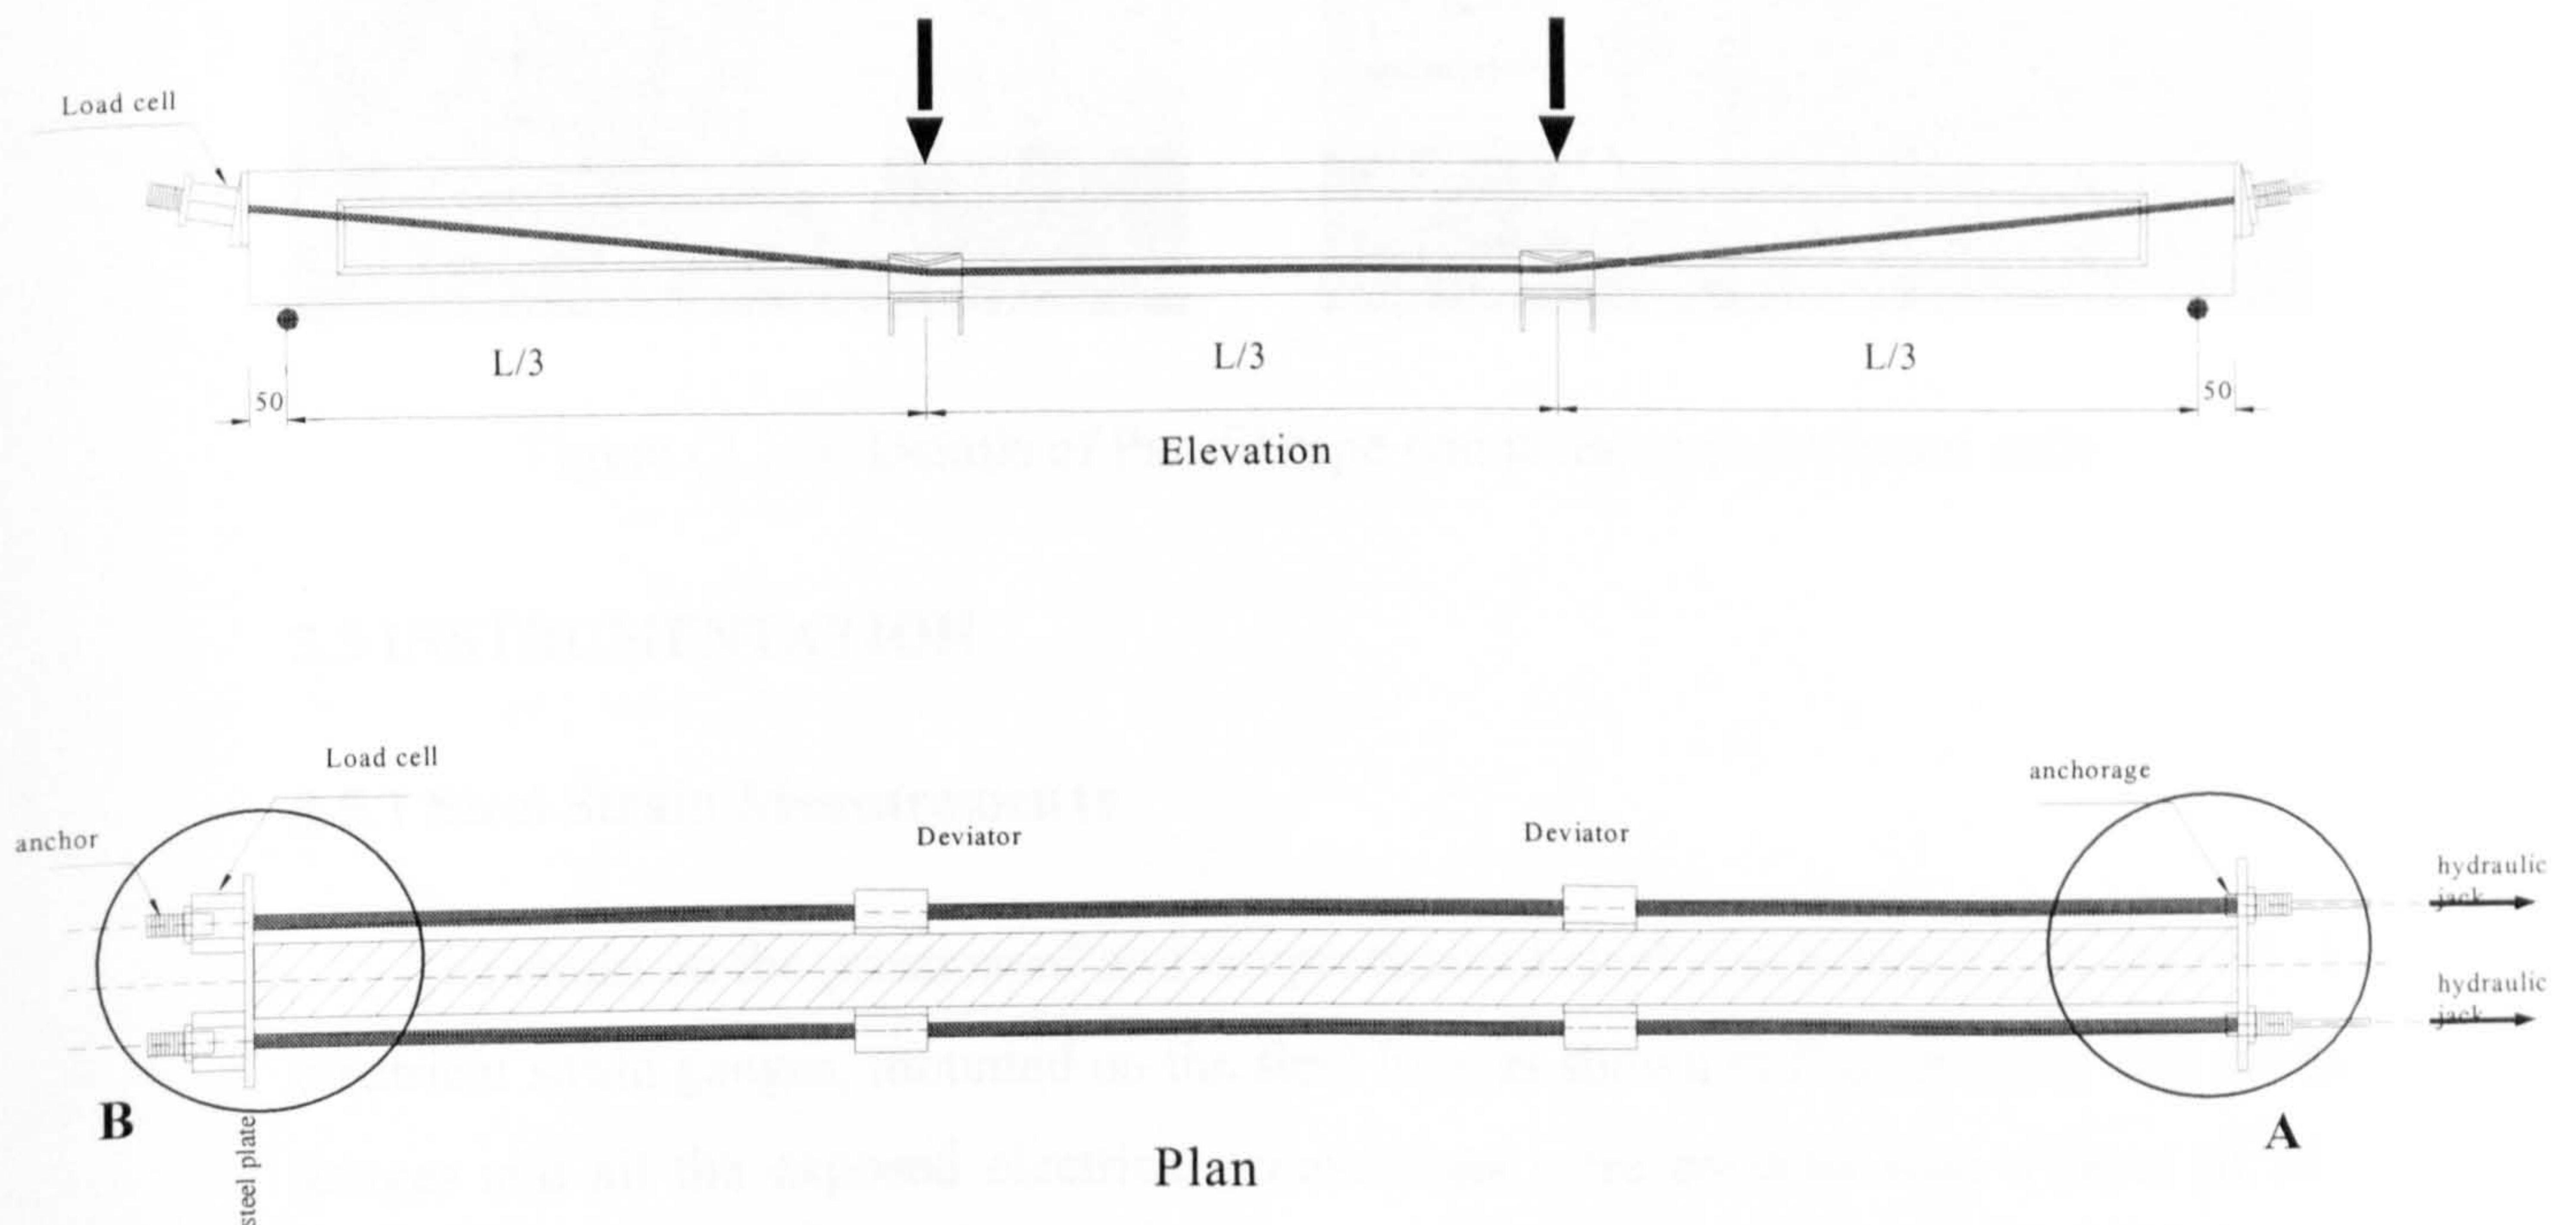 Load cell
L/3
L/3
L/3
50
50
Elevation
Load cell
anchorage
anchor
Deviator
Deviator
hydraulic
jack
hydraulic
jack
B
A
steel plate
Plan